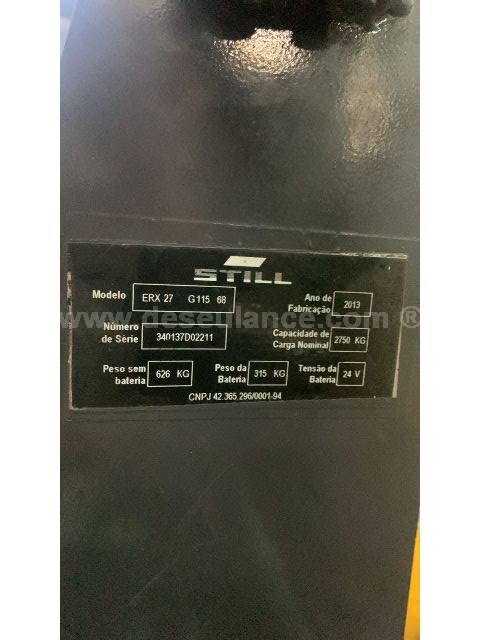 STILL
Modelo ERX 27 G115 68 Ano de Fabricação 2013
Número de Série 340137D02211 Capacidade de Carga Nominal 2750 KG
Peso sem bateria 626 KG Peso da Bateria 315 KG Tensão da Bateria 24 V
CNPJ 42.365.296/0001-94
www.deseulance.com ®